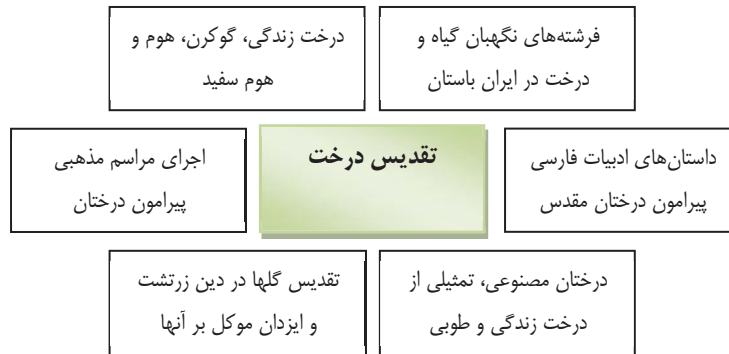 فرشته‌های نگهبان گیاه و
درخت در ایران باستان
درخت زندگی، گوکرن، هوم و
هوم سفید
داستان‌های ادبیات فارسی
پیرامون درختان مقدس
تقدیس درخت
اجرای مراسم مذهبی
پیرامون درختان
درختان مصنوعی، تمثیلی از
درخت زندگی و طوبی
تقدیس گلها در دین زرتشت
و ایزدان موکل بر آنها